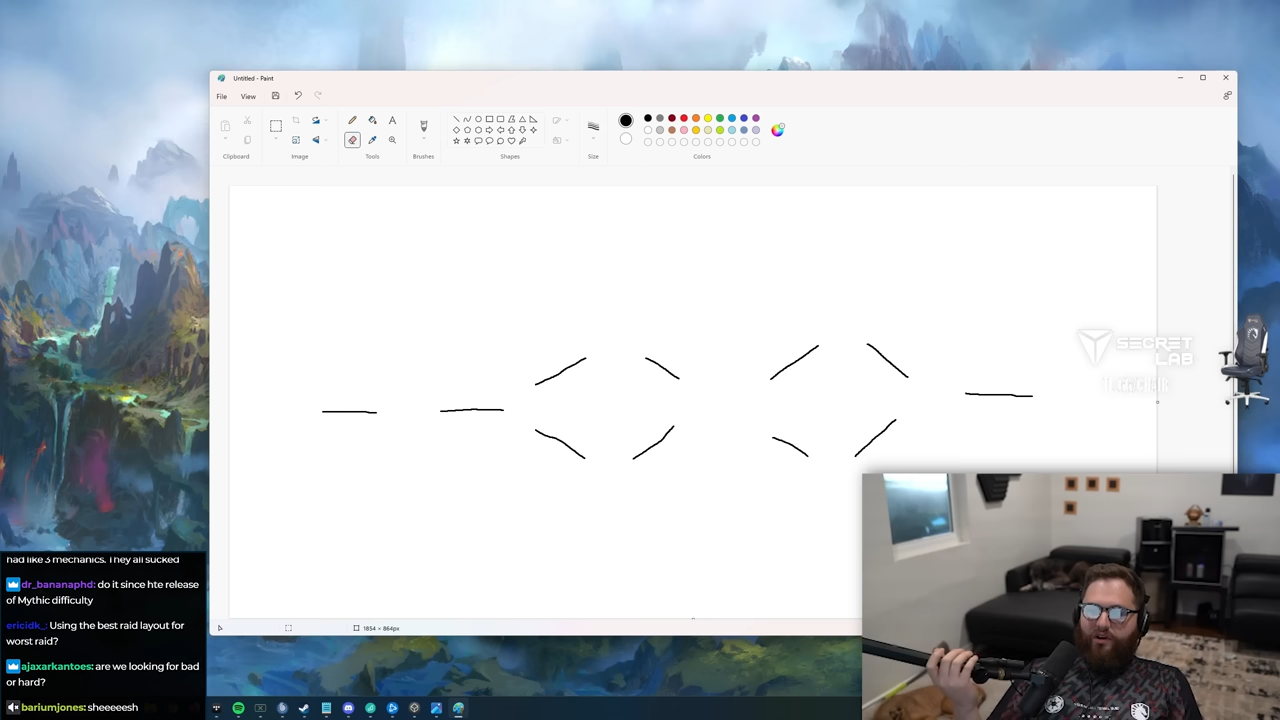 Untitled - Paint
File
View
Clipboard
Image
Tools
Brushes
Shapes
Size
Colors
SECRET
LAB
had like 3 mechanics. They all sucked
dr_bananaphd: do it since hte release
of Mythic difficulty
ericidk_: Using the best raid layout for
worst raid?
ajaxarkantoes: are we looking for bad
or hard?
bariumjones: sheeeeesh
1854 × 864px